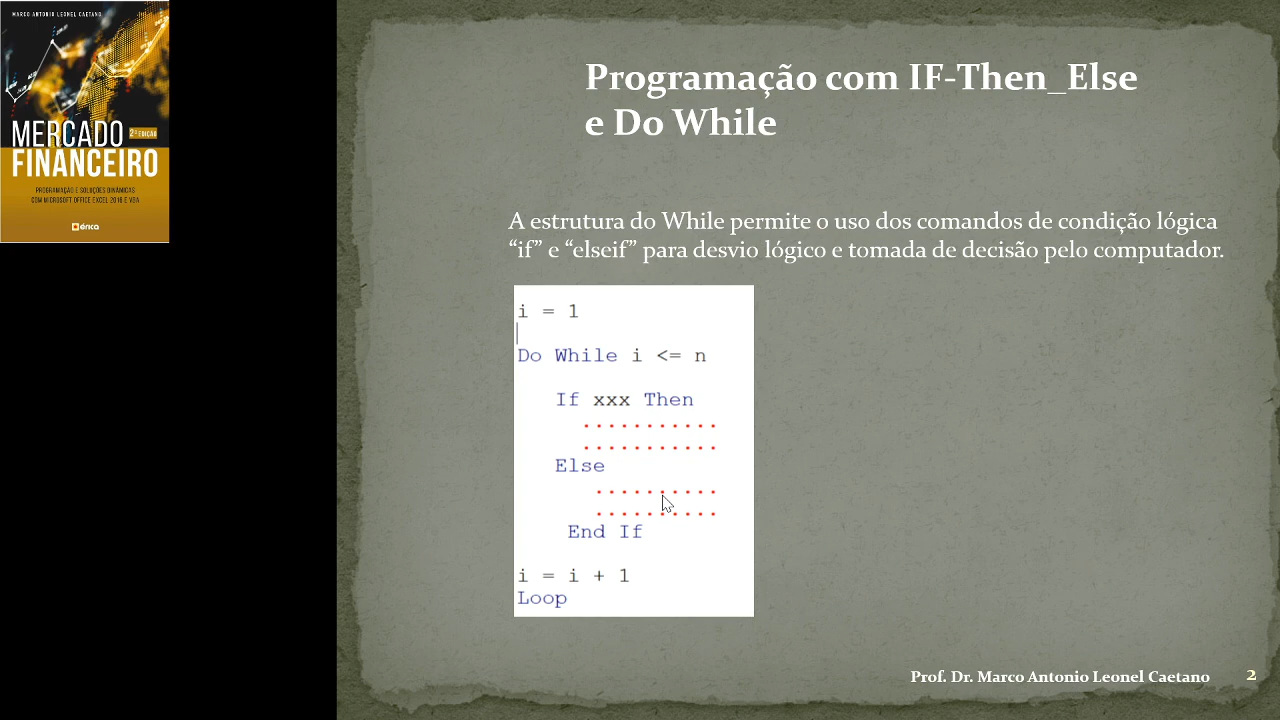 MARCO ANTONIO LEONEL CAETANO
MERCADO
2ª EDIÇÃO
FINANCEIRO
PROGRAMAÇÃO E SOLUÇÕES DINÂMICAS
COM MICROSOFT OFFICE EXCEL 2016 E VBA
érica
Programação com IF-Then_Else
e Do While
A estrutura do While permite o uso dos comandos de condição lógica
“if” e “elseif” para desvio lógico e tomada de decisão pelo computador.
i = 1
Do While i <= n
If xxx Then
...........
...........
Else
..........
..........
End If
i = i + 1
Loop
Prof. Dr. Marco Antonio Leonel Caetano
2